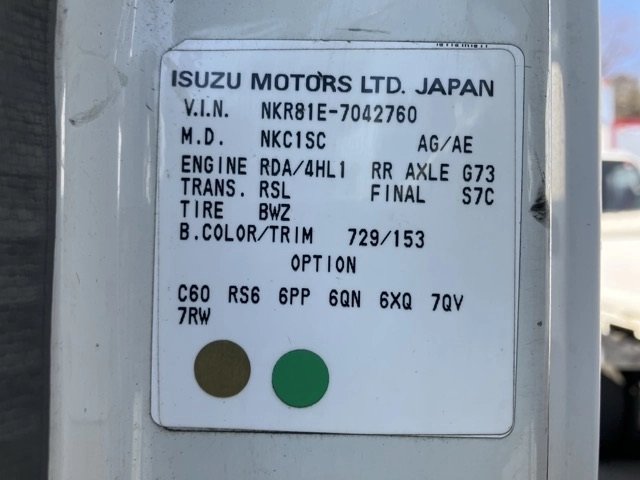 ISUZU MOTORS LTD. JAPAN
V.I.N. NKR81E-7042760
M.D. NKC1SC AG/AE
ENGINE RDA/4HL1 RR AXLE G73
TRANS. RSL FINAL S7C
TIRE BWZ
B.COLOR/TRIM 729/153
OPTION
C60 RS6 6PP 6QN 6XQ 7QV
7RW